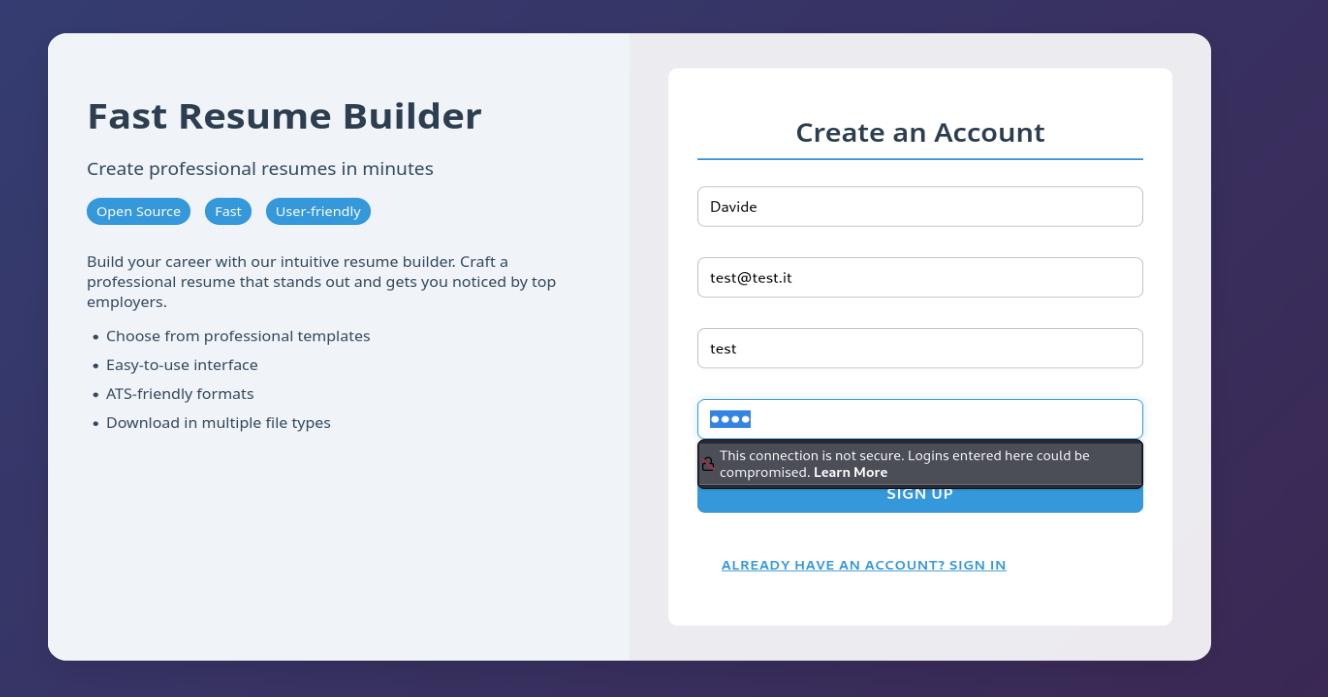 Fast Resume Builder
Create professional resumes in minutes
Open Source Fast User-friendly
Build your career with our intuitive resume builder. Craft a
professional resume that stands out and gets you noticed by top
employers.
• Choose from professional templates
• Easy-to-use interface
• ATS-friendly formats
• Download in multiple file types
Create an Account
Davide
test@test.it
test
••••
This connection is not secure. Logins entered here could be
compromised. Learn More
SIGN UP
ALREADY HAVE AN ACCOUNT? SIGN IN